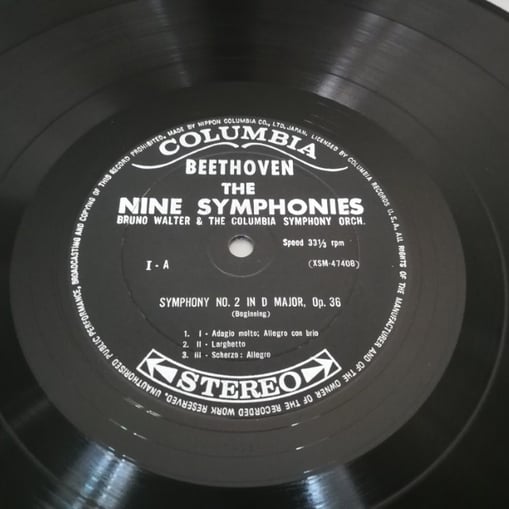 UNAUTHORISED PUBLIC PERFORMANCE, BROADCASTING AND COPYING OF THIS RECORD PROHIBITED. MADE BY NIPPON COLUMBIA CO., LTD. JAPAN. LICENSED BY COLUMBIA RECORDS U.S.A. ALL RIGHTS OF THE MANUFACTURER AND OF THE OWNER OF THE RECORDED WORK RESERVED.
COLUMBIA
BEETHOVEN
THE
NINE SYMPHONIES
BRUNO WALTER & THE COLUMBIA SYMPHONY ORCH.
Speed 33⅓ rpm
I - A (XSM-47408)
SYMPHONY NO. 2 IN D MAJOR, Op. 36
(Beginning)
1. I - Adagio molto; Allegro con brio
2. II - Larghetto
3. III - Scherzo : Allegro
STEREO